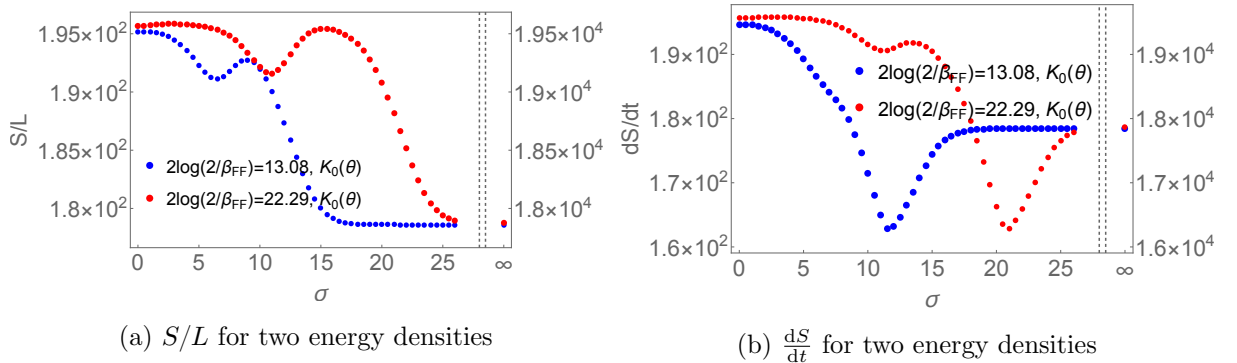 1.95×10²
1.9×10²
1.85×10²
1.8×10²
S/L
1.95×10⁴
1.9×10⁴
1.85×10⁴
1.8×10⁴
2log(2/β_FF)=13.08, K₀(θ)
2log(2/β_FF)=22.29, K₀(θ)
0 5 10 15 20 25 ∞
σ
(a) S/L for two energy densities
1.9×10²
1.8×10²
1.7×10²
1.6×10²
dS/dt
1.9×10⁴
1.8×10⁴
1.7×10⁴
1.6×10⁴
2log(2/β_FF)=13.08, K₀(θ)
2log(2/β_FF)=22.29, K₀(θ)
0 5 10 15 20 25 ∞
σ
(b) dS/dt for two energy densities